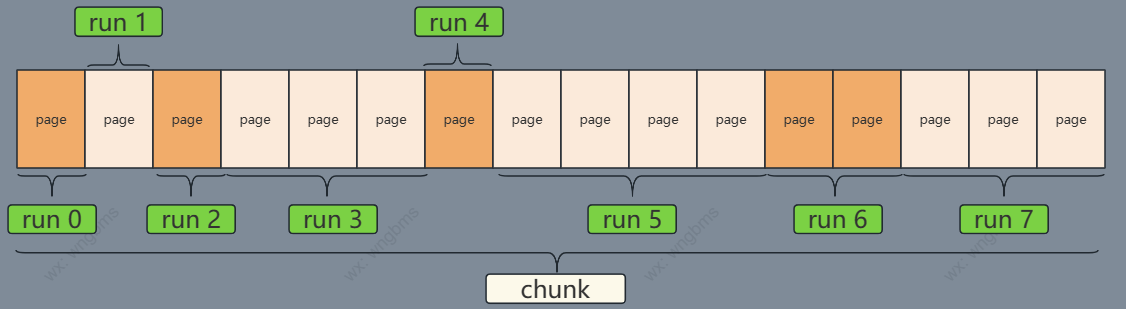 run 1
run 4
page page page page page page page page page page page page page page page page
run 0
run 2
run 3
run 5
run 6
run 7
wx: wngbms
wx: wngbms
wx: wngbms
wx: wngbms
chunk